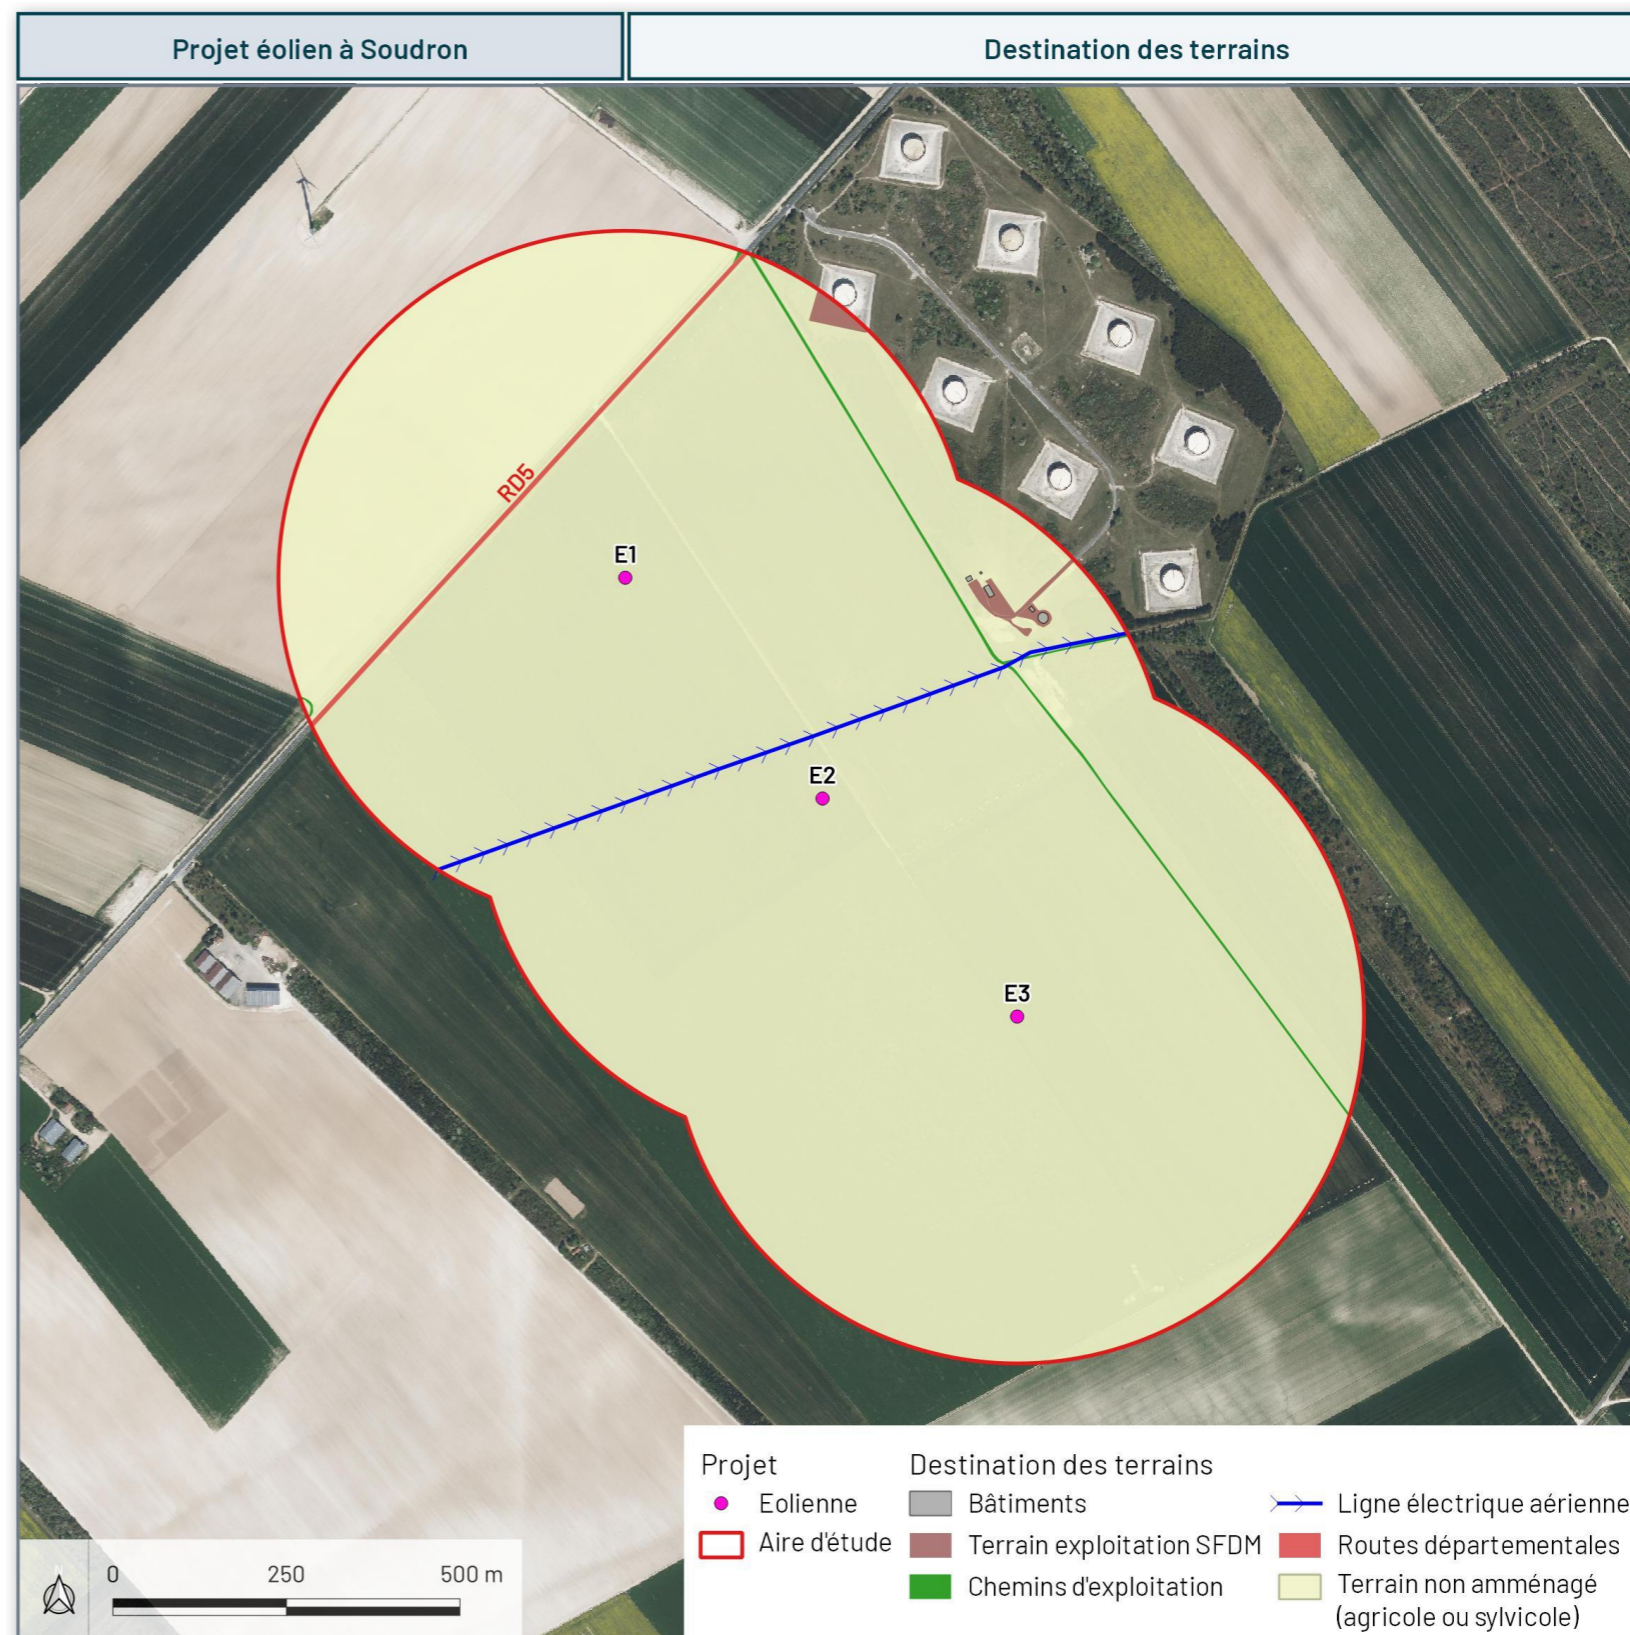 Projet éolien à Soudron
Destination des terrains
RD5
E1
E2
E3
Projet
Eolienne
Aire d'étude
Destination des terrains
Bâtiments
Terrain exploitation SFDM
Chemins d'exploitation
Ligne électrique aérienne
Routes départementales
Terrain non amménagé
(agricole ou sylvicole)
0 250 500 m